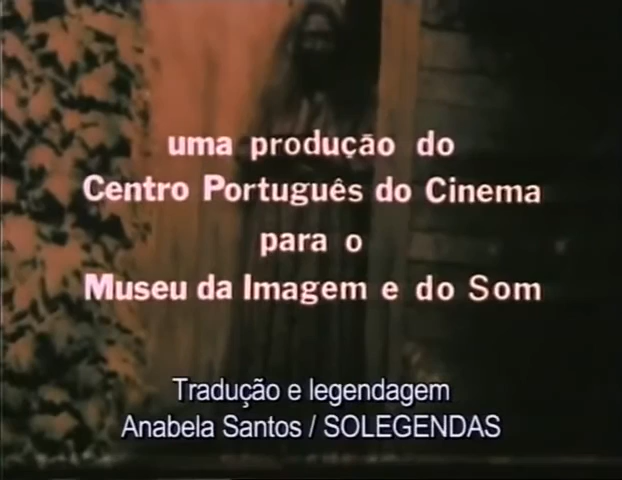 uma produção do
Centro Português do Cinema
para o
Museu da Imagem e do Som
Tradução e legendagem
Anabela Santos / SOLEGENDAS